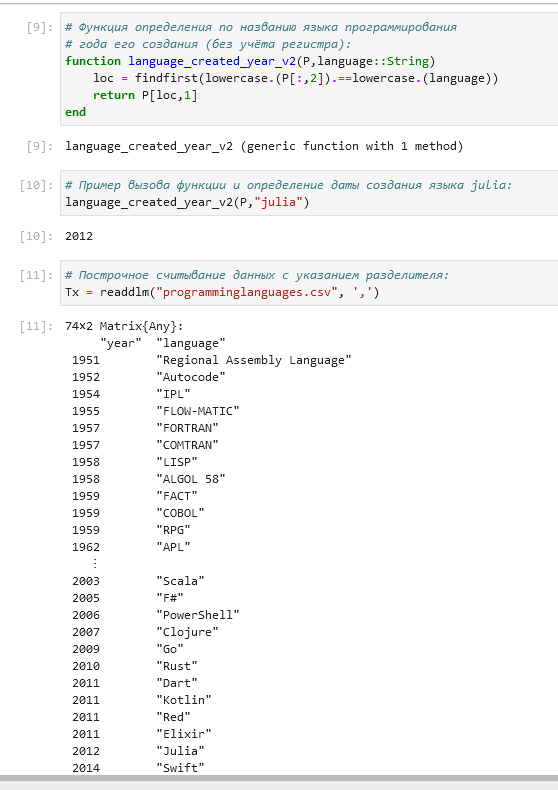 [9]: # Функция определения по названию языка программирования
# года его создания (без учёта регистра):
function language_created_year_v2(P,language::String)
loc = findfirst(lowercase.(P[:,2]).==lowercase.(language))
return P[loc,1]
end
[9]: language_created_year_v2 (generic function with 1 method)
[10]: # Пример вызова функции и определение даты создания языка julia:
language_created_year_v2(P,"julia")
[10]: 2012
[11]: # Построчное считывание данных с указанием разделителя:
Tx = readdlm("programminglanguages.csv", ',')
[11]: 74×2 Matrix{Any}:
"year" "language"
1951 "Regional Assembly Language"
1952 "Autocode"
1954 "IPL"
1955 "FLOW-MATIC"
1957 "FORTRAN"
1957 "COMTRAN"
1958 "LISP"
1958 "ALGOL 58"
1959 "FACT"
1959 "COBOL"
1959 "RPG"
1962 "APL"
⋮
2003 "Scala"
2005 "F#"
2006 "PowerShell"
2007 "Clojure"
2009 "Go"
2010 "Rust"
2011 "Dart"
2011 "Kotlin"
2011 "Red"
2011 "Elixir"
2012 "Julia"
2014 "Swift"